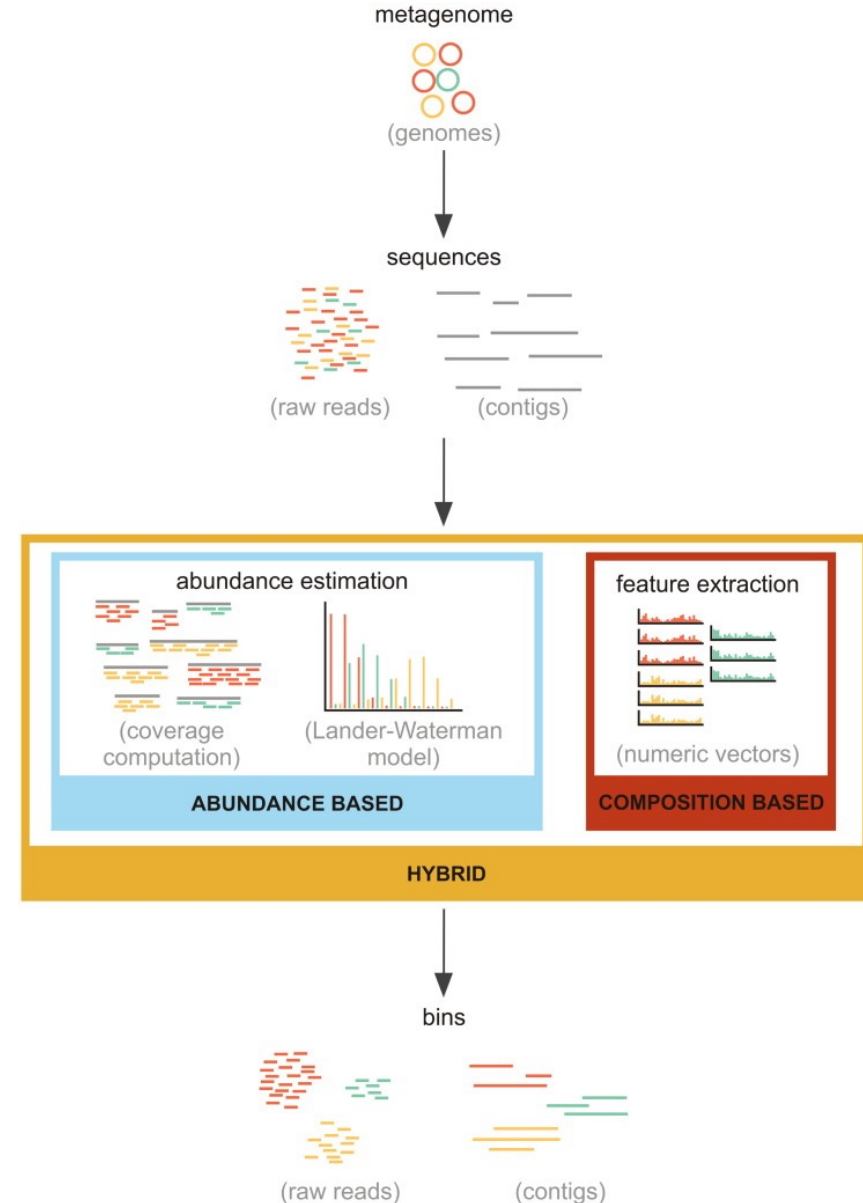 metagenome
(genomes)
sequences
(raw reads)
(contigs)
abundance estimation
(coverage
computation)
(Lander-Waterman
model)
ABUNDANCE BASED
feature extraction
(numeric vectors)
COMPOSITION BASED
HYBRID
bins
(raw reads)
(contigs)